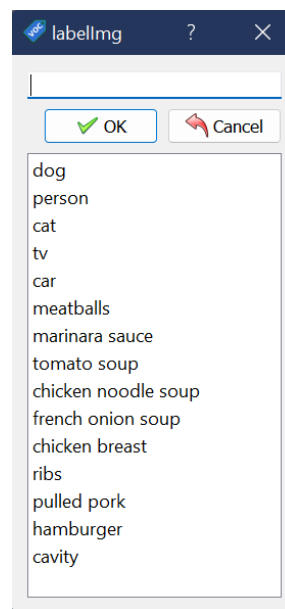 voc labelImg ? ×
OK Cancel
dog
person
cat
tv
car
meatballs
marinara sauce
tomato soup
chicken noodle soup
french onion soup
chicken breast
ribs
pulled pork
hamburger
cavity